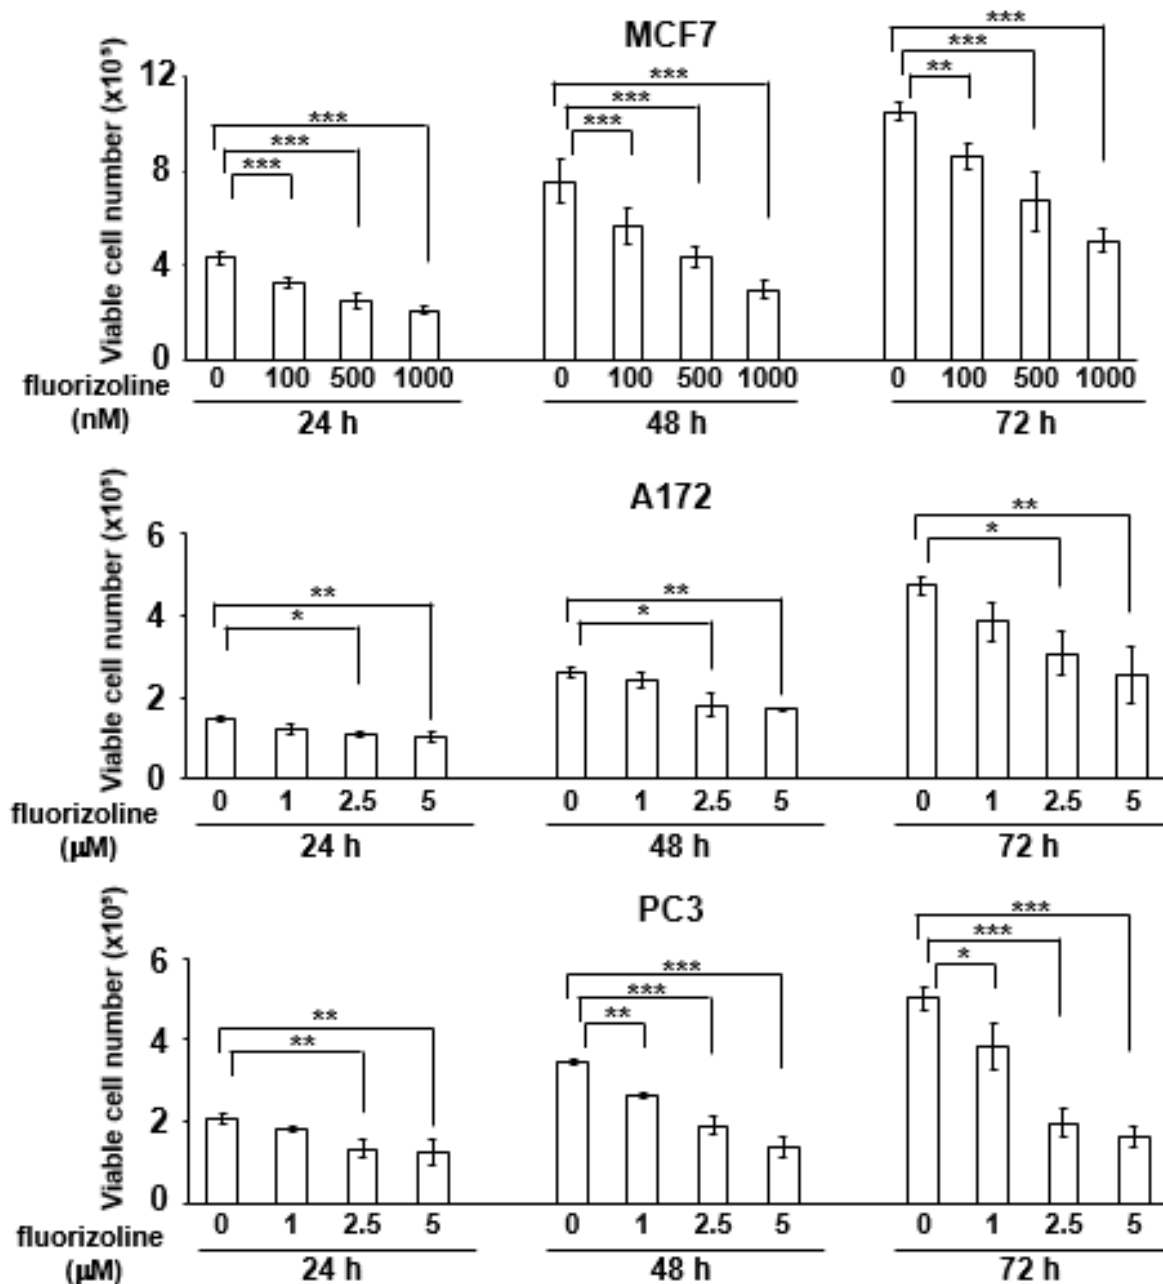 MCF7
Viable cell number (x10⁵)
12
8
4
0
*** *** ***
*** *** ***
*** *** **
fluorizoline
(nM)
0 100 500 1000 0 100 500 1000 0 100 500 1000
24 h 48 h 72 h
A172
Viable cell number (x10⁵)
6
4
2
0
** *
** *
** *
fluorizoline
(µM)
0 1 2.5 5 0 1 2.5 5 0 1 2.5 5
24 h 48 h 72 h
PC3
Viable cell number (x10⁵)
6
4
2
0
** **
*** *** **
*** *** *
fluorizoline
(µM)
0 1 2.5 5 0 1 2.5 5 0 1 2.5 5
24 h 48 h 72 h